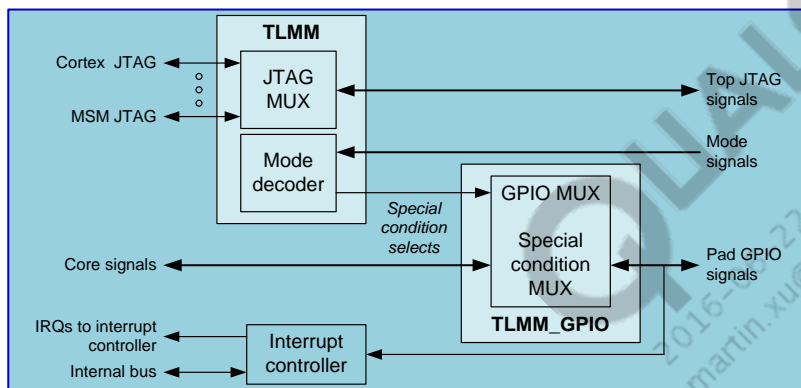 TLMM
Cortex JTAG
JTAG
MUX
Top JTAG
signals
MSM JTAG
Mode
decoder
Mode
signals
GPIO MUX
Special
condition
selects
Special
condition
MUX
Core signals
Pad GPIO
signals
TLMM_GPIO
IRQs to interrupt
controller
Interrupt
controller
Internal bus